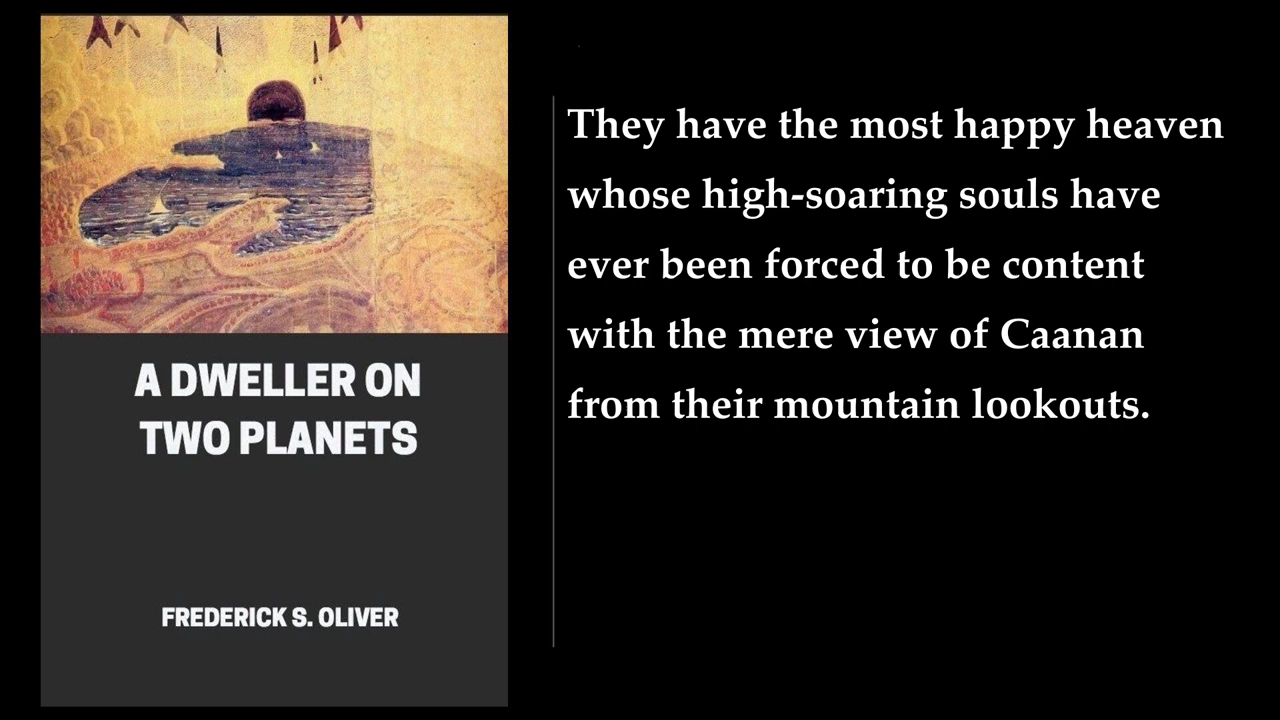 A DWELLER ON
TWO PLANETS
FREDERICK S. OLIVER
They have the most happy heaven
whose high-soaring souls have
ever been forced to be content
with the mere view of Caanan
from their mountain lookouts.